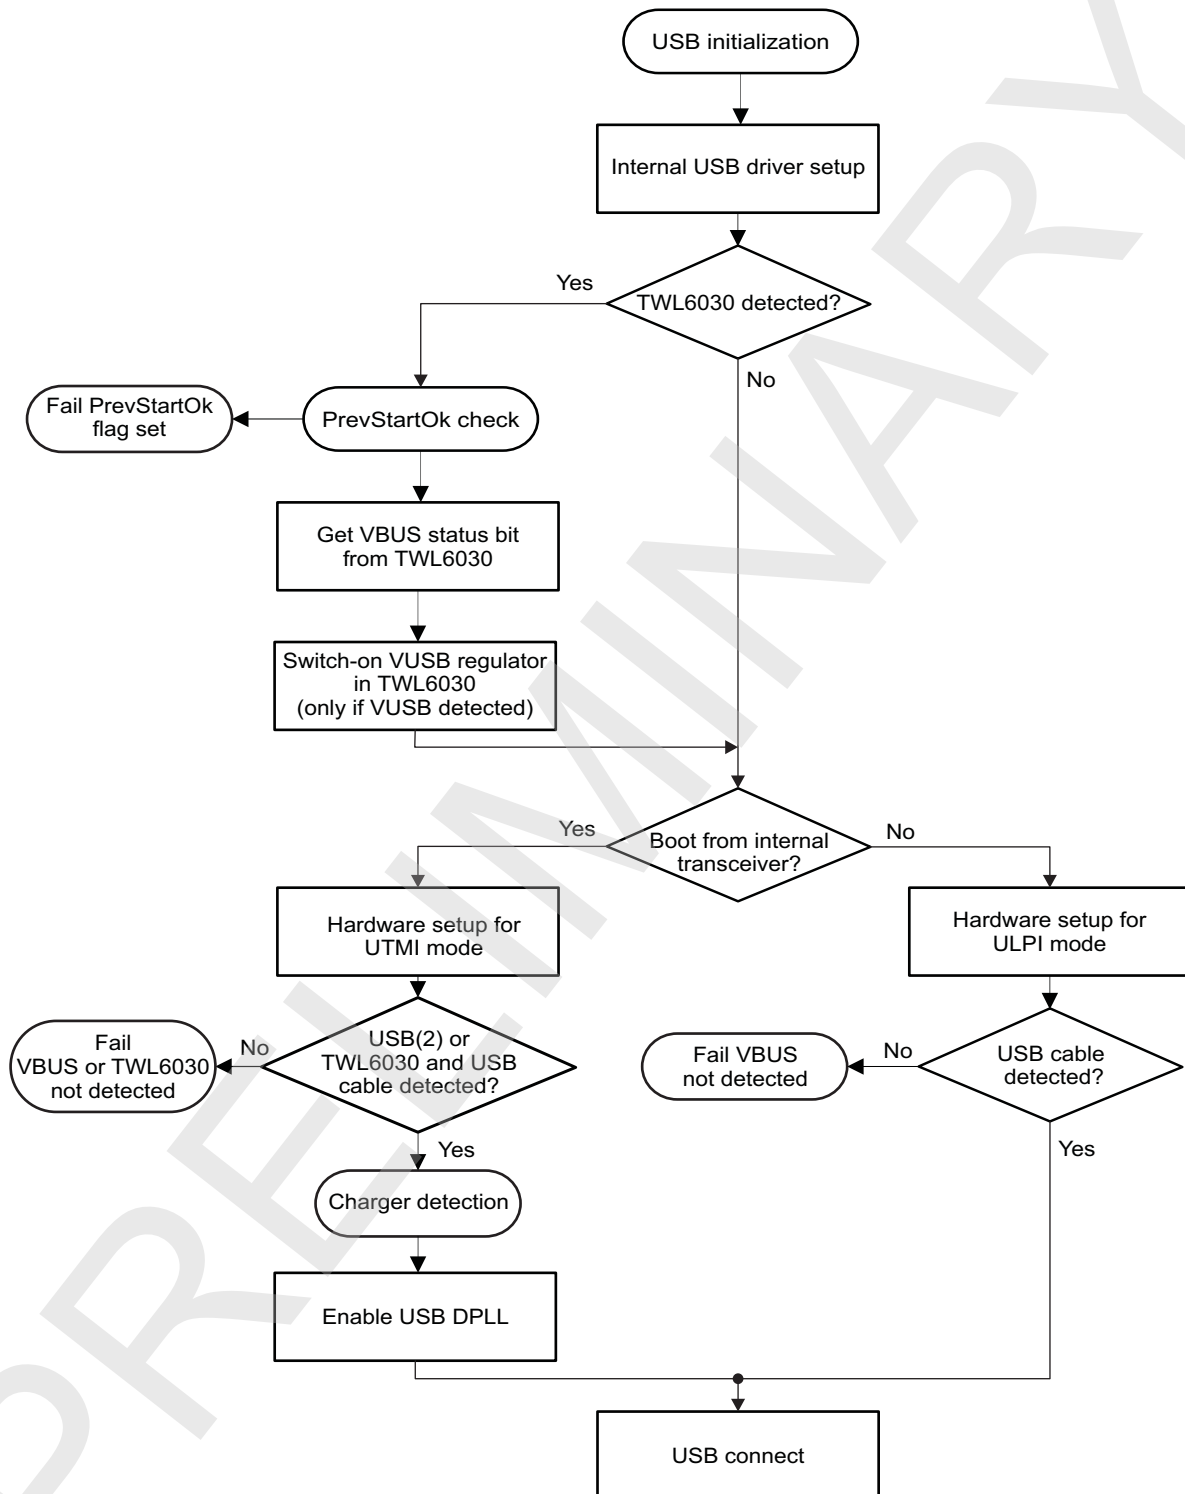 USB initialization
Internal USB driver setup
Yes
TWL6030 detected?
No
Fail PrevStartOk
flag set
PrevStartOk check
Get VBUS status bit
from TWL6030
Switch-on VUSB regulator
in TWL6030
(only if VUSB detected)
Yes
Boot from internal
transceiver?
No
Hardware setup for
UTMI mode
Hardware setup for
ULPI mode
Fail
VBUS or TWL6030
not detected
No
USB(2) or
TWL6030 and USB
cable detected?
Fail VBUS
not detected
No
USB cable
detected?
Yes
Yes
Charger detection
Enable USB DPLL
USB connect
PRELIMINARY